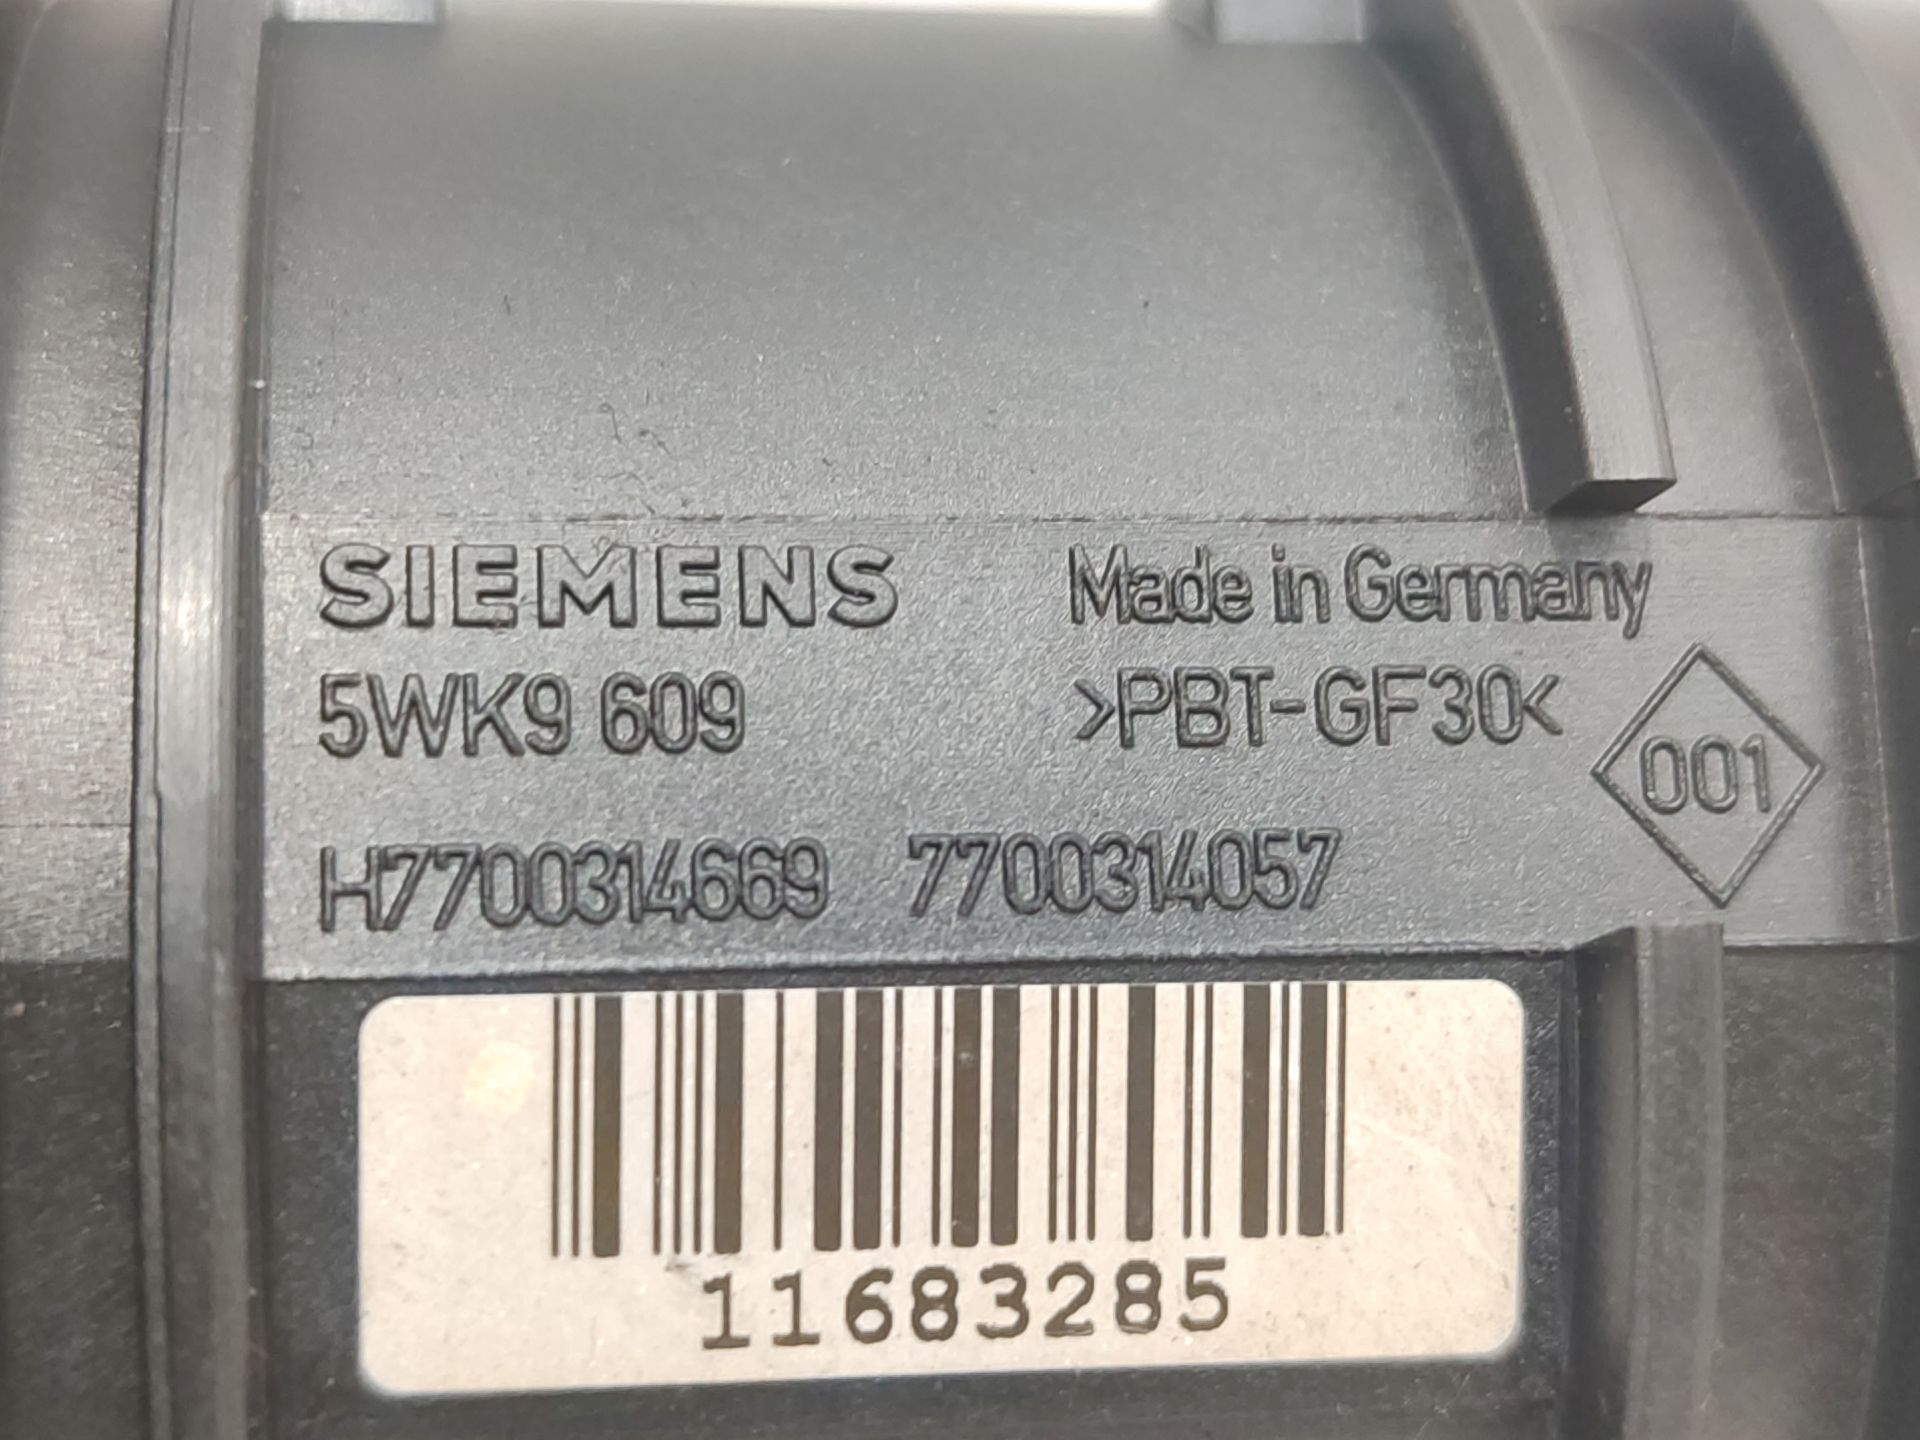 SIEMENS Made in Germany
5WK9 609 >PBT-GF30<
001
H7700314669 7700314057
11683285